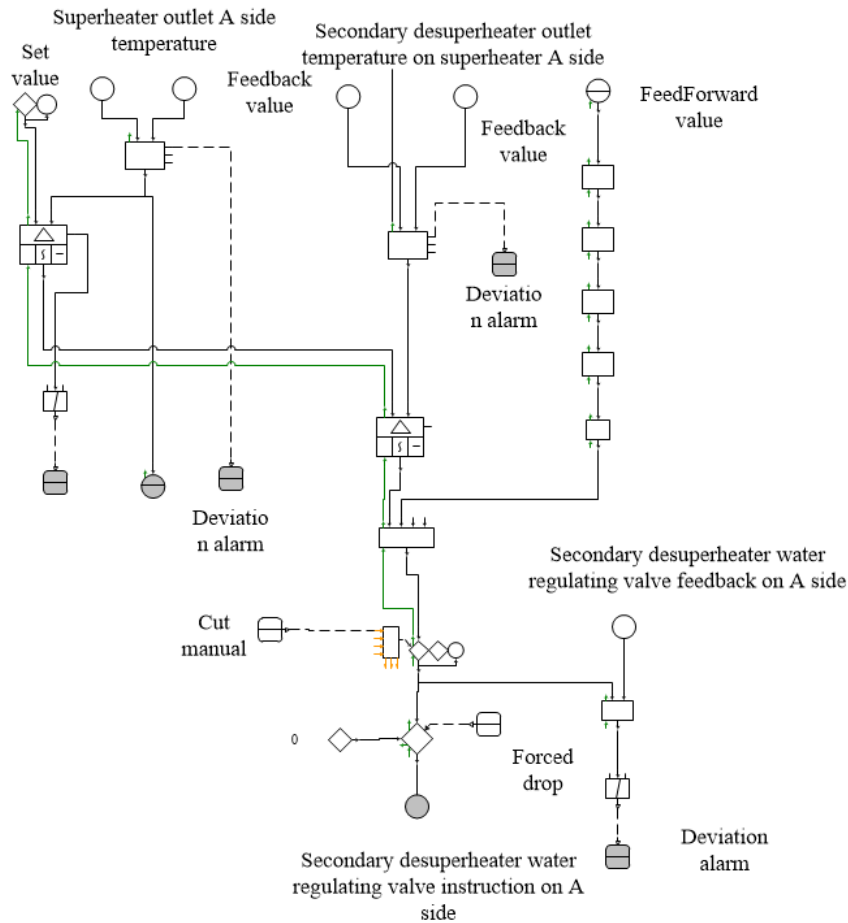 Superheater outlet A side
temperature
Set
value
Feedback
value
Secondary desuperheater outlet
temperature on superheater A side
Feedback
value
FeedForward
value
Deviatio
n alarm
Deviatio
n alarm
Secondary desuperheater water
regulating valve feedback on A side
Cut
manual
0
Forced
drop
Deviation
alarm
Secondary desuperheater water
regulating valve instruction on A
side